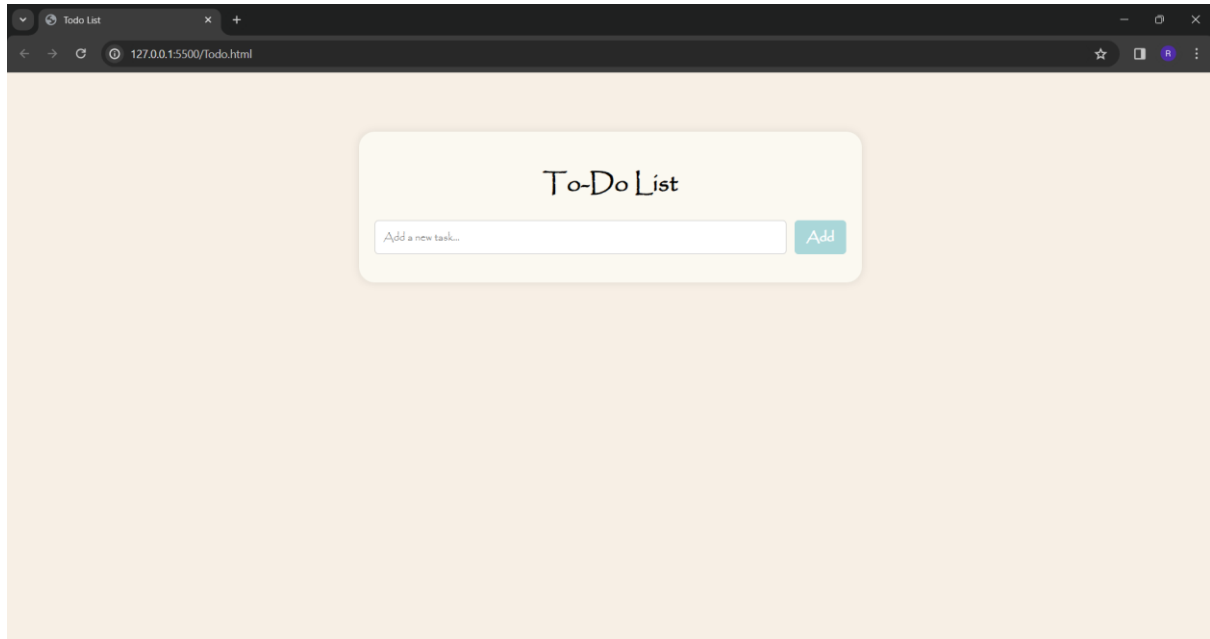 Todo List
127.0.0.1:5500/Todo.html
R
To-Do List
Add a new task...
Add